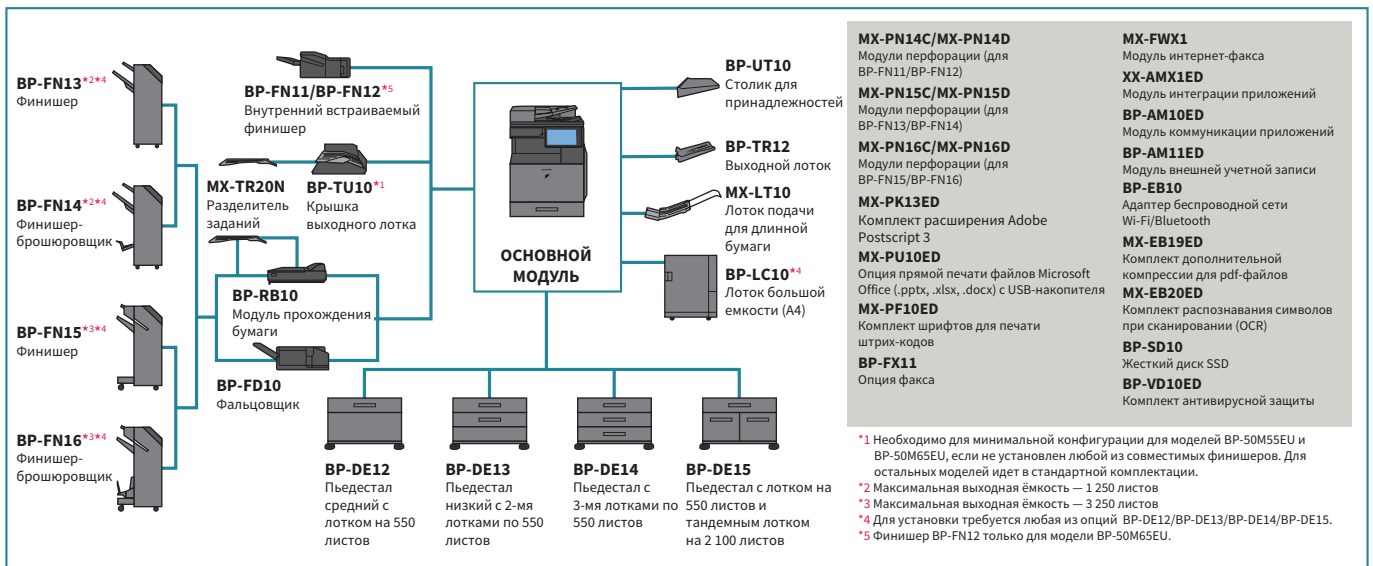 BP-FN13*2*4
Финишер
BP-FN14*2*4
Финишер-
брошюровщик
BP-FN15*3*4
Финишер
BP-FN16*3*4
Финишер-
брошюровщик
BP-FN11/BP-FN12*5
Внутренний встраиваемый
финишер
MX-TR20N
Разделитель
заданий
BP-TU10*1
Крышка
выходного лотка
BP-RB10
Модуль прохождения
бумаги
BP-FD10
Фальцовщик
ОСНОВНОЙ
МОДУЛЬ
BP-UT10
Столик для
принадлежностей
BP-TR12
Выходной лоток
MX-LT10
Лоток подачи
для длинной
бумаги
BP-LC10*4
Лоток большой
емкости (A4)
BP-DE12
Пьедестал
средний с
лотком на 550
листов
BP-DE13
Пьедестал
низкий с 2-мя
лотками по 550
листов
BP-DE14
Пьедестал с
3-мя лотками по
550 листов
BP-DE15
Пьедестал с лотком на
550 листов и
тандемным лотком
на 2 100 листов
MX-PN14C/MX-PN14D
Модули перфорации (для
BP-FN11/BP-FN12)
MX-PN15C/MX-PN15D
Модули перфорации (для
BP-FN13/BP-FN14)
MX-PN16C/MX-PN16D
Модули перфорации (для
BP-FN15/BP-FN16)
MX-PK13ED
Комплект расширения Adobe
Postscript 3
MX-PU10ED
Опция прямой печати файлов Microsoft
Office (.pptx, .xlsx, .docx) с USB-накопителя
MX-PF10ED
Комплект шрифтов для печати
штрих-кодов
BP-FX11
Опция факса
MX-FWX1
Модуль интернет-факса
XX-AMX1ED
Модуль интеграции приложений
BP-AM10ED
Модуль коммуникации приложений
BP-AM11ED
Модуль внешней учетной записи
BP-EB10
Адаптер беспроводной сети
Wi-Fi/Bluetooth
MX-EB19ED
Комплект дополнительной
компрессии для pdf-файлов
MX-EB20ED
Комплект распознавания символов
при сканировании (OCR)
BP-SD10
Жесткий диск SSD
BP-VD10ED
Комплект антивирусной защиты
*1 Необходимо для минимальной конфигурации для моделей BP-50M55EU и
BP-50M65EU, если не установлен любой из совместимых финишеров. Для
остальных моделей идет в стандартной комплектации.
*2 Максимальная выходная ёмкость — 1 250 листов
*3 Максимальная выходная ёмкость — 3 250 листов
*4 Для установки требуется любая из опций BP-DE12/BP-DE13/BP-DE14/BP-DE15.
*5 Финишер BP-FN12 только для модели BP-50M65EU.